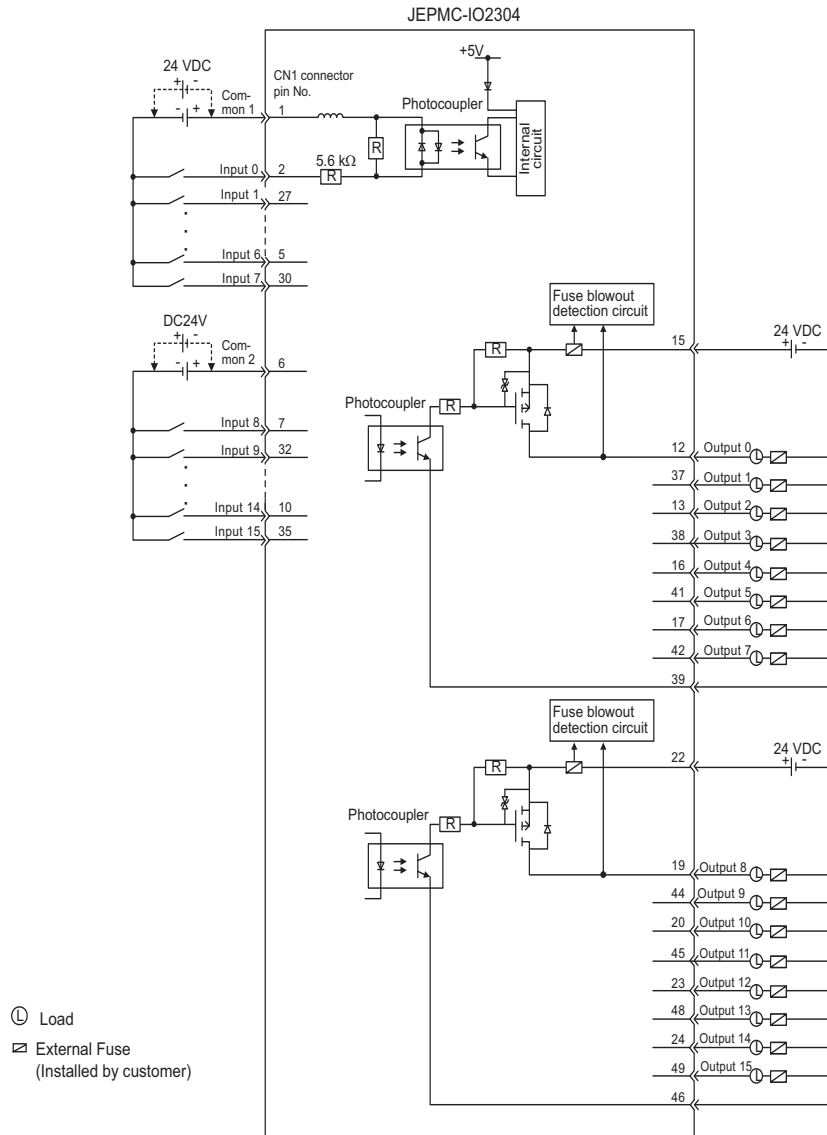 JEPMC-IO2304
+5V
24 VDC
+ -
- +
Com-
mon 1
CN1 connector
pin No.
1
Photocoupler
Internal
circuit
R
5.6 kΩ
R
Input 0 2
Input 1 27
Input 6 5
Input 7 30
DC24V
+ -
- +
Com-
mon 2
6
Input 8 7
Input 9 32
Input 14 10
Input 15 35
Fuse blowout
detection circuit
15
24 VDC
+ -
R
Photocoupler
R
12 Output 0 L
37 Output 1 L
13 Output 2 L
38 Output 3 L
16 Output 4 L
41 Output 5 L
17 Output 6 L
42 Output 7 L
39
Fuse blowout
detection circuit
22
24 VDC
+ -
R
Photocoupler
R
19 Output 8 L
44 Output 9 L
20 Output 10 L
45 Output 11 L
23 Output 12 L
48 Output 13 L
24 Output 14 L
49 Output 15 L
46
L Load
External Fuse
(Installed by customer)